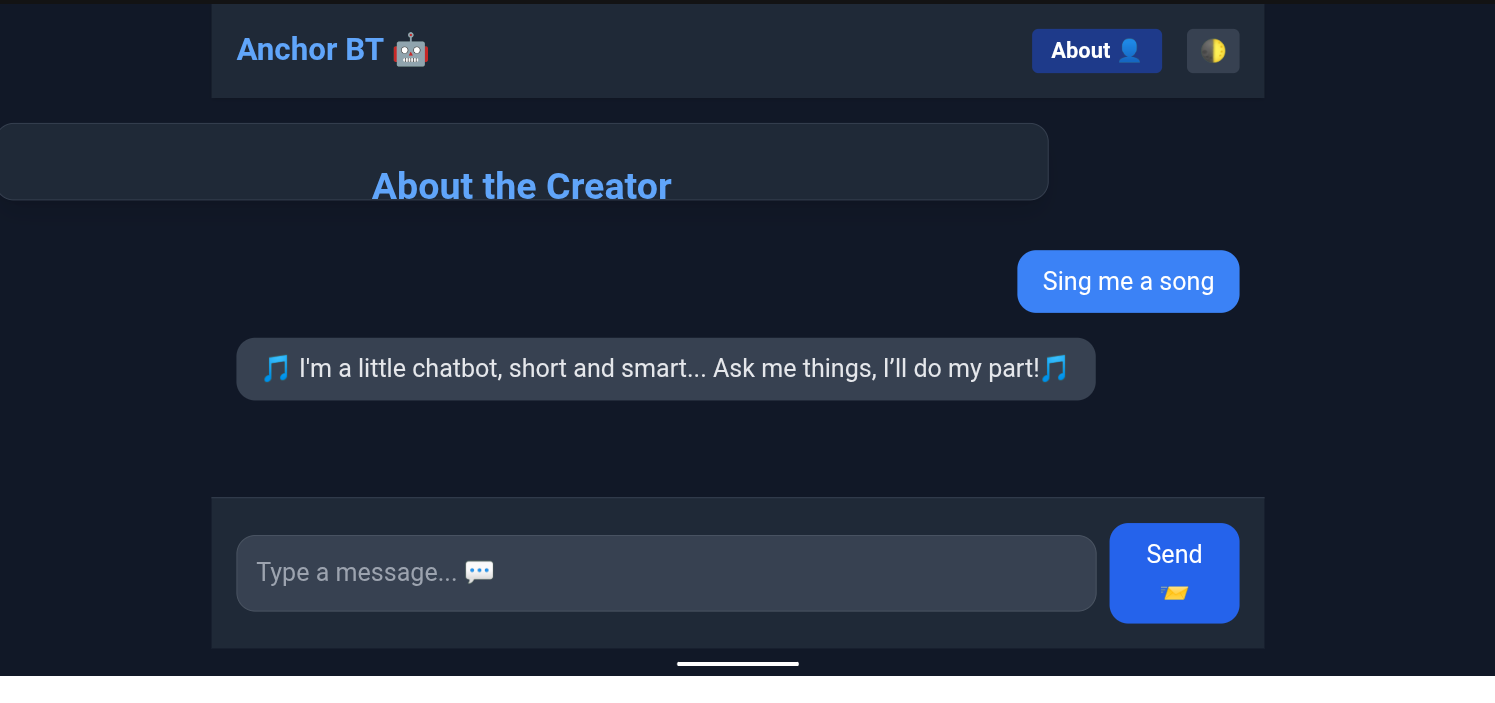 Anchor BT 🤖
About 👤
🌗
About the Creator
Sing me a song
🎵 I'm a little chatbot, short and smart... Ask me things, I’ll do my part!🎵
Type a message... 💬
Send
📨